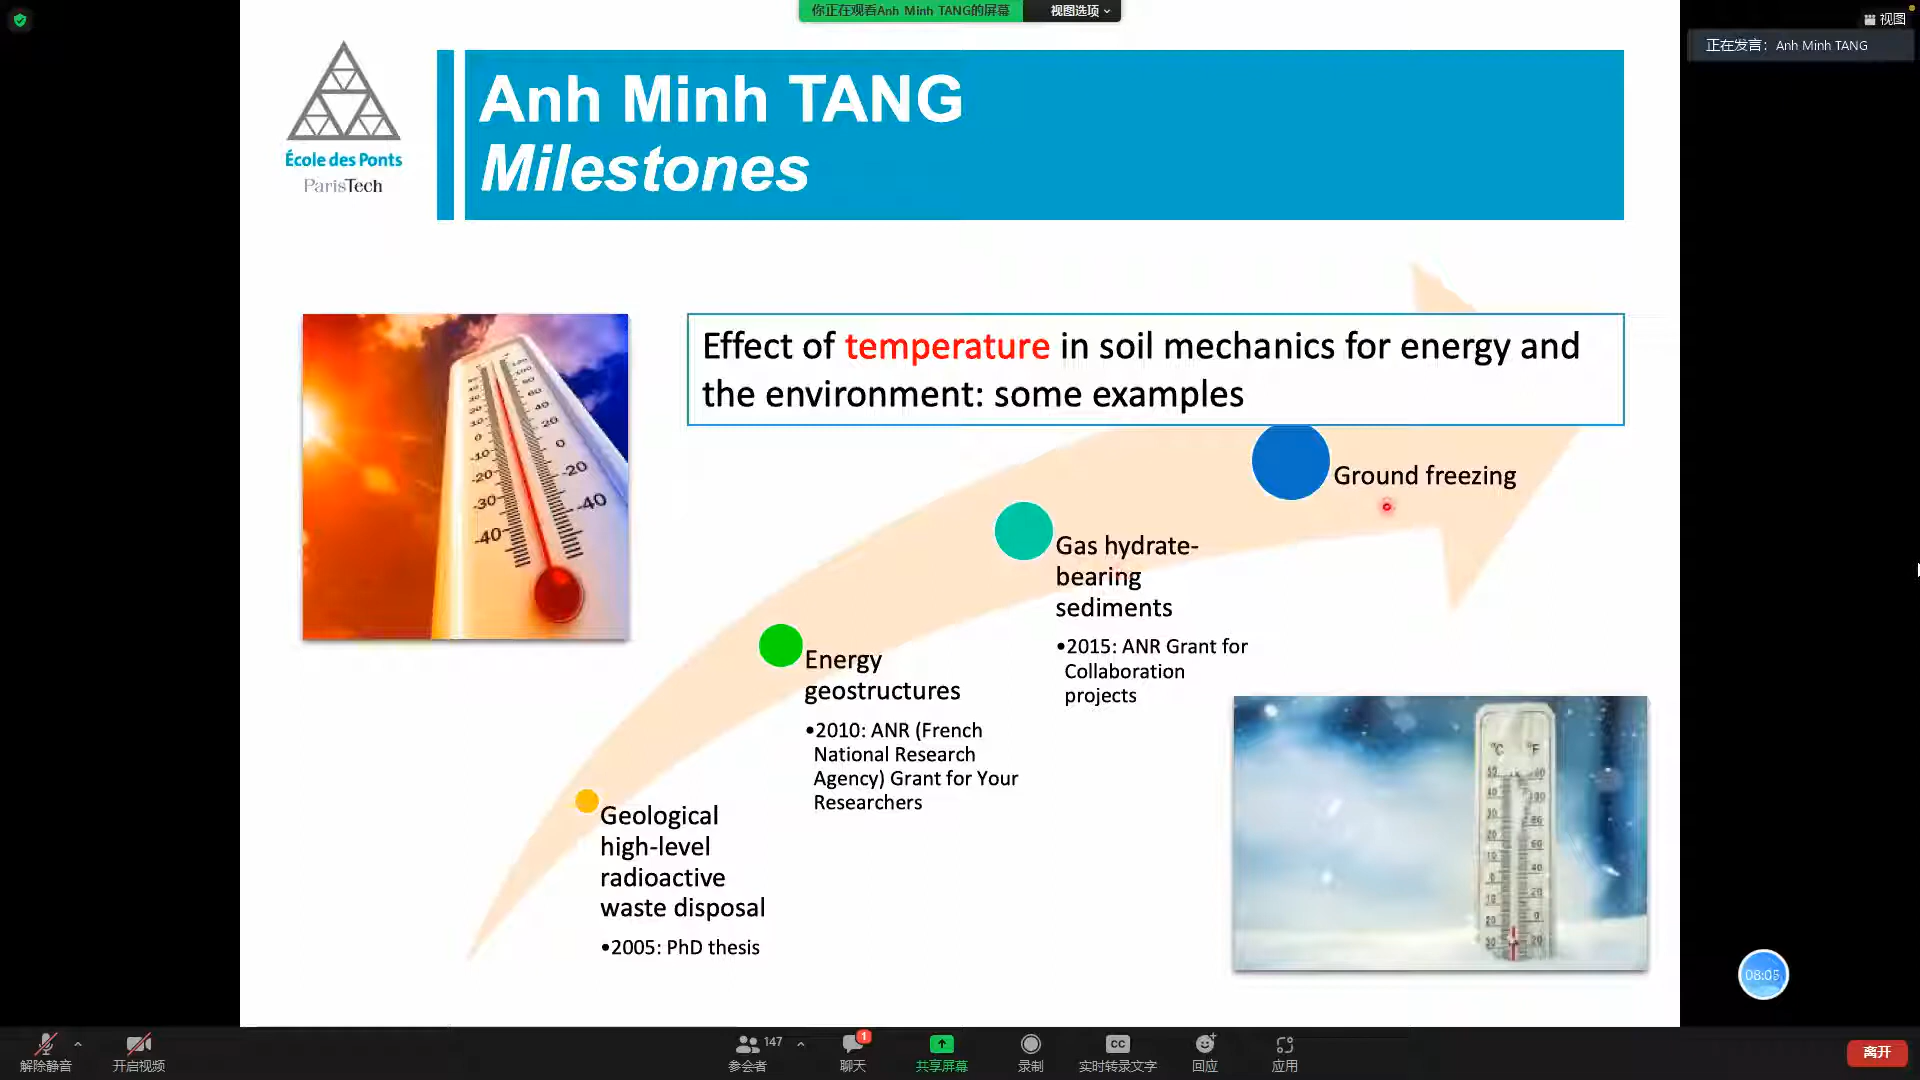 你正在观看Anh Minh TANG的屏幕
视图选项
视图
正在发言: Anh Minh TANG
École des Ponts
ParisTech
Anh Minh TANG
Milestones
Effect of temperature in soil mechanics for energy and
the environment: some examples
Ground freezing
Gas hydrate-
bearing
sediments
•2015: ANR Grant for
Collaboration
projects
Energy
geostructures
•2010: ANR (French
National Research
Agency) Grant for Your
Researchers
Geological
high-level
radioactive
waste disposal
•2005: PhD thesis
°C °F
08:05
解除静音
开启视频
147
参会者
1
聊天
共享屏幕
录制
CC
实时转录文字
回应
应用
离开